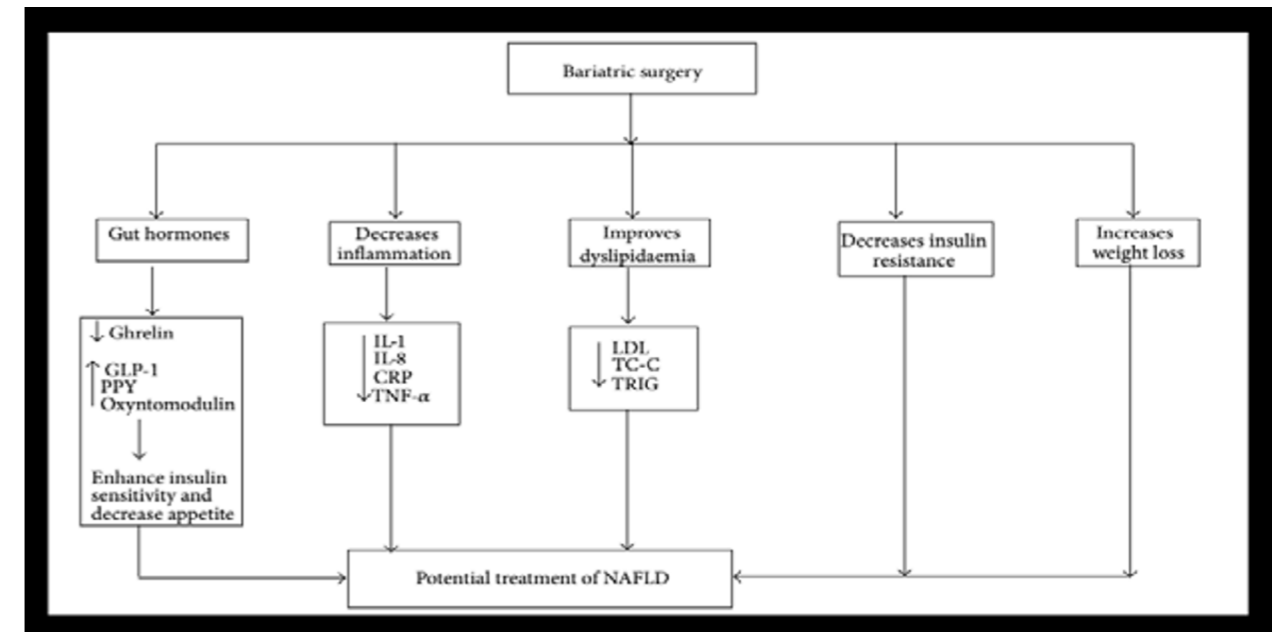 Bariatric surgery
Gut hormones
Decreases
inflammation
Improves
dyslipidaemia
Decreases insulin
resistance
Increases
weight loss
↓ Ghrelin
↑ GLP-1
PPY
Oxyntomodulin
Enhance insulin
sensitivity and
decrease appetite
IL-1
IL-8
CRP
↓ TNF-α
LDL
TC-C
↓ TRIG
Potential treatment of NAFLD